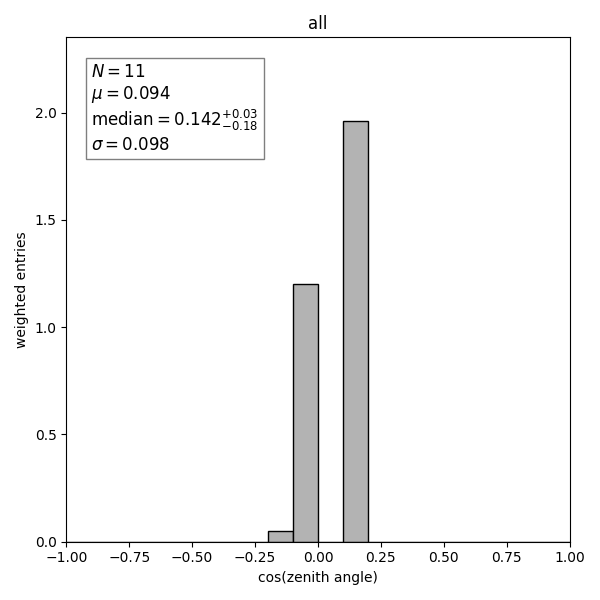 all
N = 11
μ = 0.094
median = 0.142 +0.03 −0.18
σ = 0.098
weighted entries
2.0
1.5
1.0
0.5
0.0
−1.00 −0.75 −0.50 −0.25 0.00 0.25 0.50 0.75 1.00
cos(zenith angle)